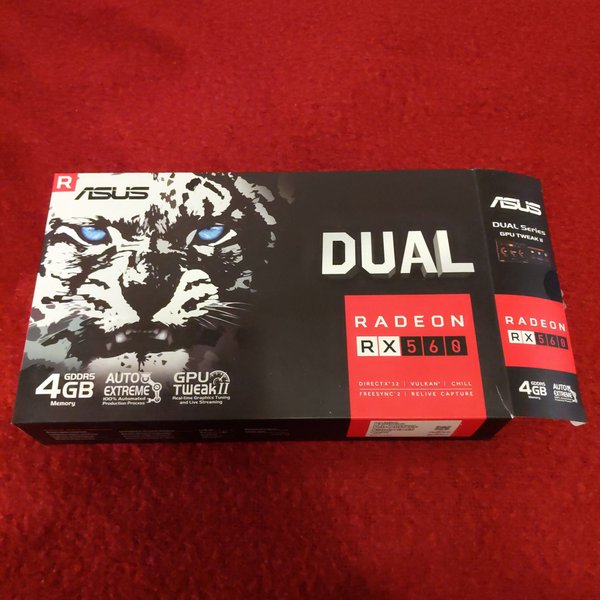 R
ASUS
DUAL
RADEON
RX 560
DIRECTX® 12 | VULKAN® | CHILL
FREESYNC™ 2 | RELIVE CAPTURE
4GB
GDDR5
Memory
AUTO
EXTREME
100% Automated
Production Process
GPU
Tweak II
Real-time Graphics Tuning
and Live Streaming
ASUS
DUAL Series
GPU TWEAK II
RADEON
RX 560
4GB
GDDR5
Memory
AUTO
EXTREME